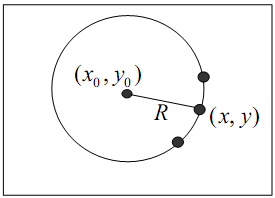 (x₀, y₀)
R
(x, y)